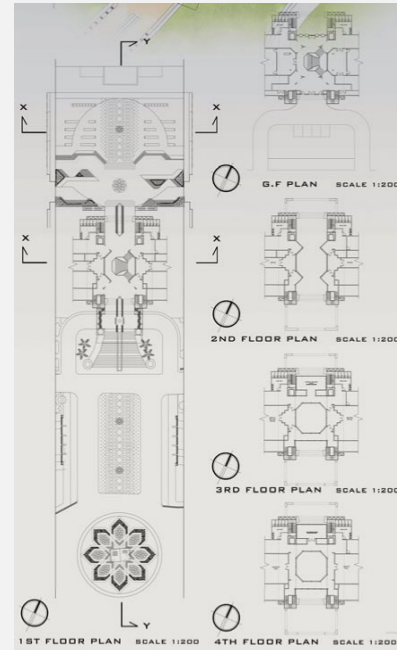 Y
X
X
G.F PLAN SCALE 1:200
X
X
2ND FLOOR PLAN SCALE 1:200
3RD FLOOR PLAN SCALE 1:200
Y
1ST FLOOR PLAN SCALE 1:200
4TH FLOOR PLAN SCALE 1:200